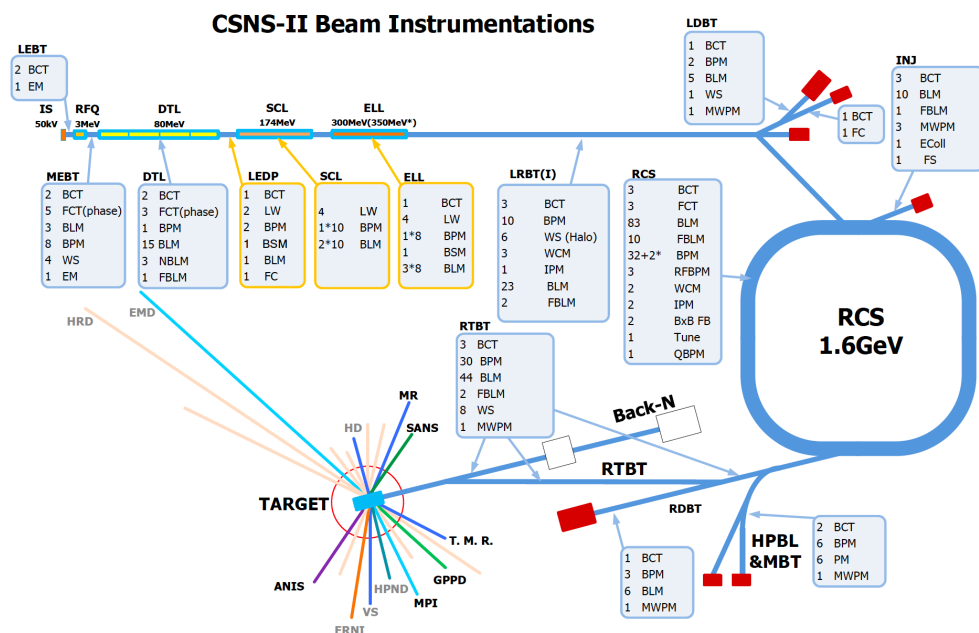 CSNS-II Beam Instrumentations
LEBT
2 BCT
1 EM
IS
50kV
RFQ
3MeV
DTL
80MeV
SCL
174MeV
ELL
300MeV(350MeV*)
MEBT
2 BCT
5 FCT(phase)
3 BLM
8 BPM
4 WS
1 EM
DTL
2 BCT
3 FCT(phase)
1 BPM
15 BLM
3 NBLM
1 FBLM
LEDP
1 BCT
2 LW
2 BPM
1 BSM
1 BLM
1 FC
SCL
4 LW
1*10 BPM
2*10 BLM
ELL
1 BCT
4 LW
1*8 BPM
1 BSM
3*8 BLM
LRBT(I)
3 BCT
10 BPM
6 WS (Halo)
3 WCM
1 IPM
23 BLM
2 FBLM
RCS
3 BCT
3 FCT
83 BLM
10 FBLM
32+2* BPM
3 RFBPM
2 WCM
2 IPM
2 BxB FB
1 Tune
1 QBPM
LDBT
1 BCT
2 BPM
5 BLM
1 WS
1 MWPM
1 BCT
1 FC
INJ
3 BCT
10 BLM
1 FBLM
3 MWPM
1 EColl
1 FS
RCS
1.6GeV
RTBT
3 BCT
30 BPM
44 BLM
2 FBLM
8 WS
1 MWPM
Back-N
RTBT
RDBT
1 BCT
3 BPM
6 BLM
1 MWPM
HPBL
&MBT
2 BCT
6 BPM
6 PM
1 MWPM
HRD
EMD
HD
MR
SANS
TARGET
T. M. R.
GPPD
MPI
HPND
VS
ERNI
ANIS